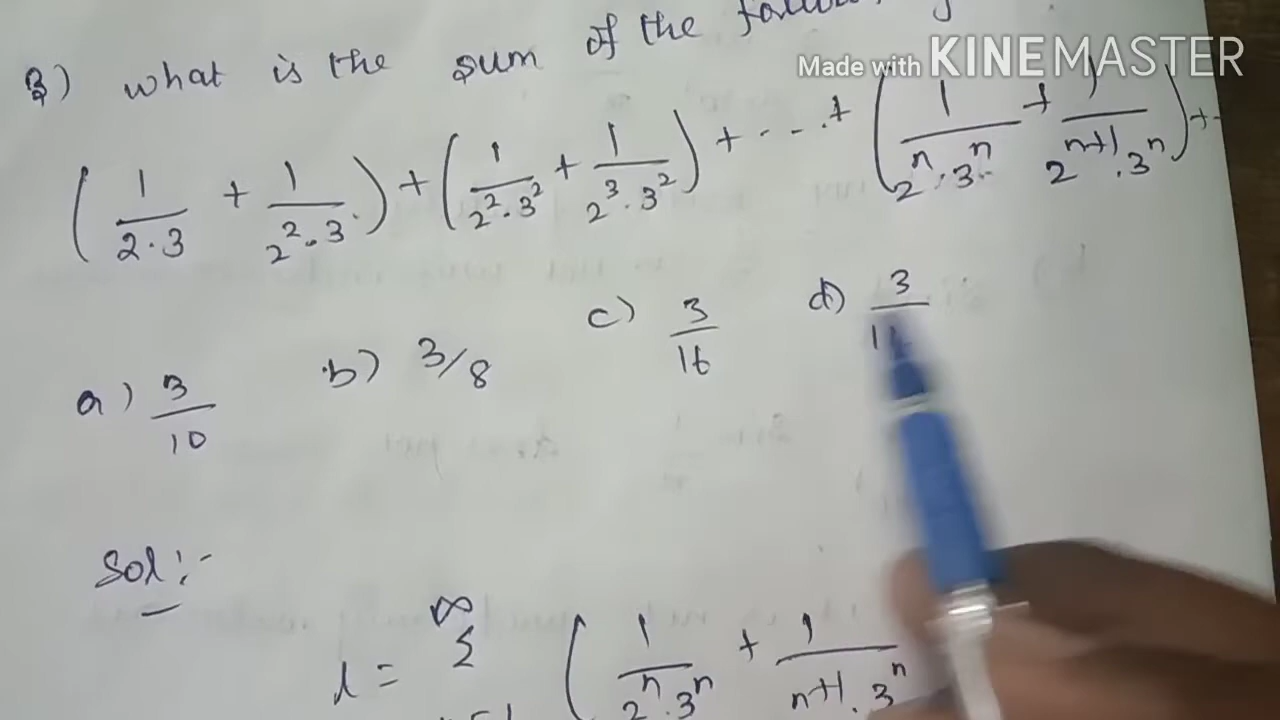 Made with KINEMASTER
3) what is the sum of the
(1/2·3 + 1/2²·3) + (1/2²·3² + 1/2³·3²) + ---- + (1/2ⁿ·3ⁿ + 1/2ⁿ⁺¹·3ⁿ) + -
a) 3/10 b) 3/8 c) 3/16 d) 3/
Sol :-
∞
= Σ (1/2ⁿ·3ⁿ + 1/n+1·3ⁿ